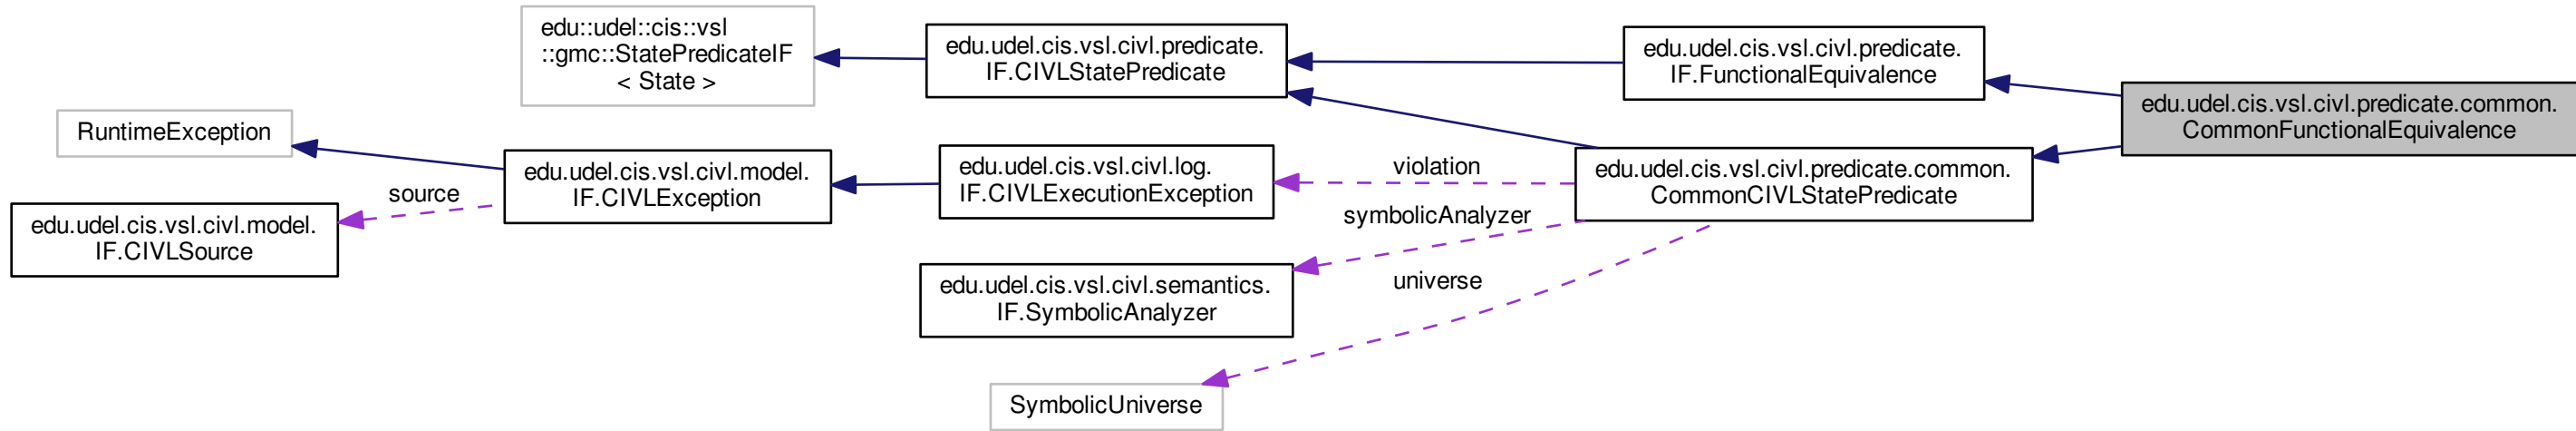 edu::udel::cis::vsl
::gmc::StatePredicateIF
< State >
edu.udel.cis.vsl.civl.predicate.
IF.CIVLStatePredicate
edu.udel.cis.vsl.civl.predicate.
IF.FunctionalEquivalence
edu.udel.cis.vsl.civl.predicate.common.
CommonFunctionalEquivalence
RuntimeException
edu.udel.cis.vsl.civl.model.
IF.CIVLException
edu.udel.cis.vsl.civl.log.
IF.CIVLExecutionException
violation
edu.udel.cis.vsl.civl.predicate.common.
CommonCIVLStatePredicate
source
edu.udel.cis.vsl.civl.model.
IF.CIVLSource
symbolicAnalyzer
edu.udel.cis.vsl.civl.semantics.
IF.SymbolicAnalyzer
universe
SymbolicUniverse